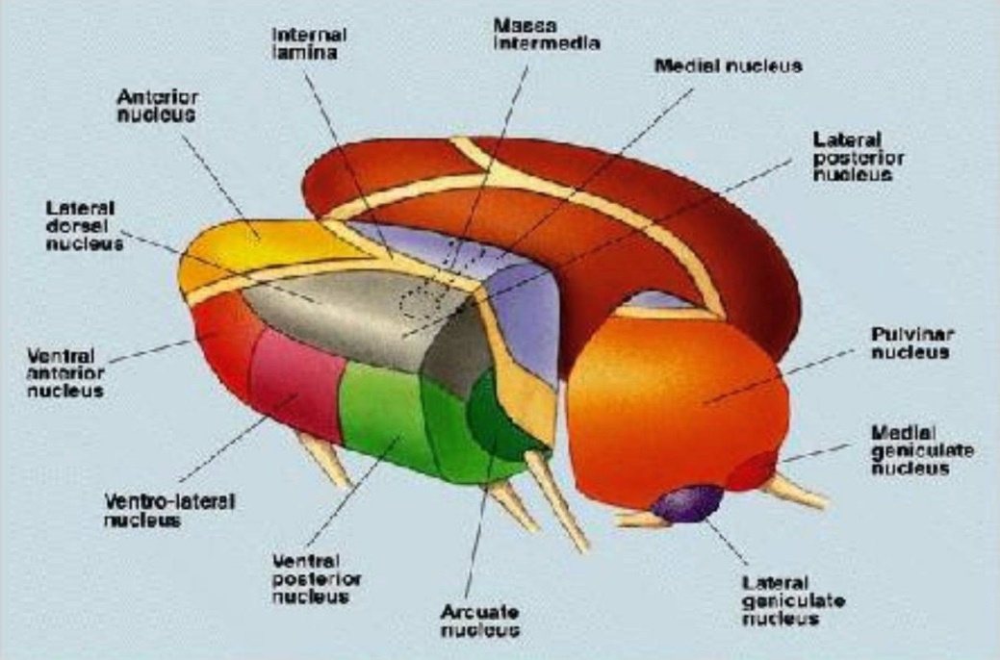 Internal
lamina
Massa
intermedia
Medial nucleus
Anterior
nucleus
Lateral
posterior
nucleus
Lateral
dorsal
nucleus
Ventral
anterior
nucleus
Pulvinar
nucleus
Medial
geniculate
nucleus
Ventro-lateral
nucleus
Ventral
posterior
nucleus
Arcuate
nucleus
Lateral
geniculate
nucleus